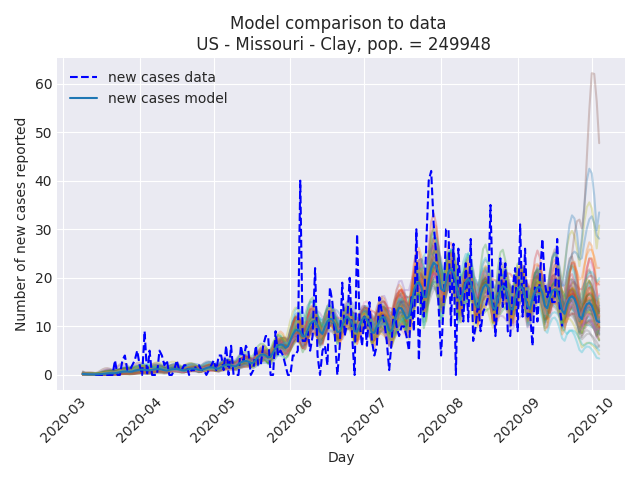 Model comparison to data
US - Missouri - Clay, pop. = 249948
new cases data
new cases model
Number of new cases reported
60
50
40
30
20
10
0
2020-03
2020-04
2020-05
2020-06
2020-07
2020-08
2020-09
2020-10
Day